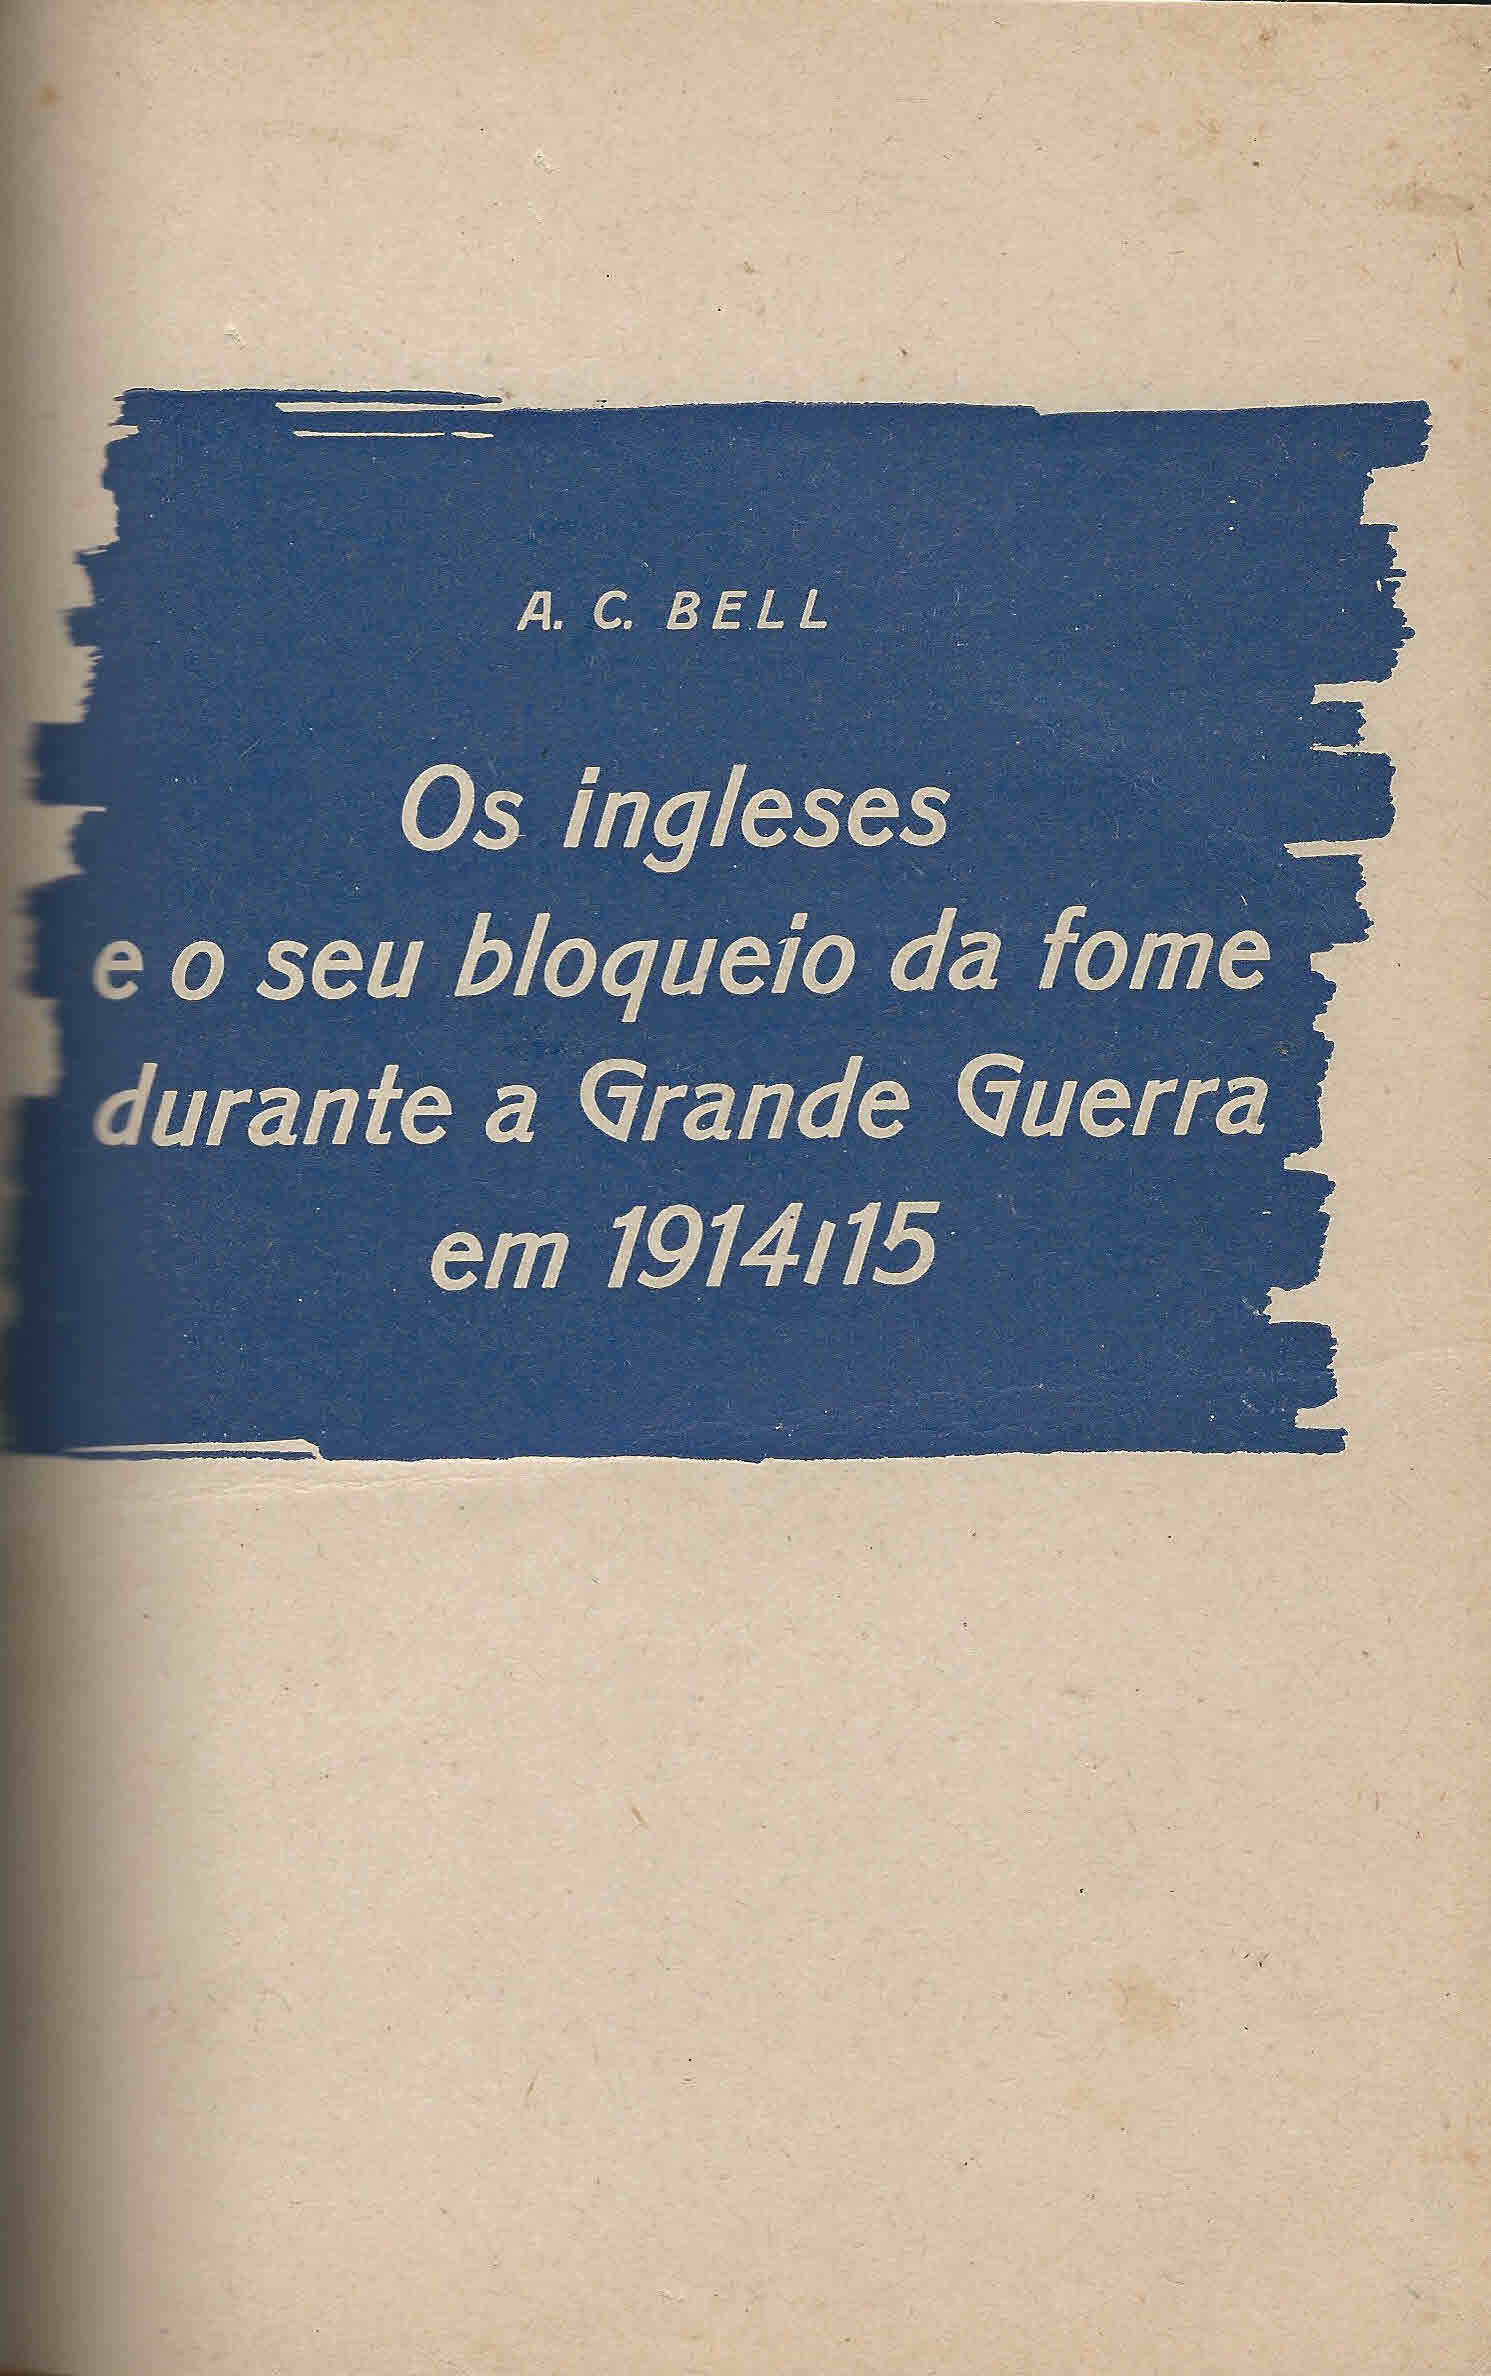 A. C. BELL
Os ingleses
e o seu bloqueio da fome
durante a Grande Guerra
em 1914/15